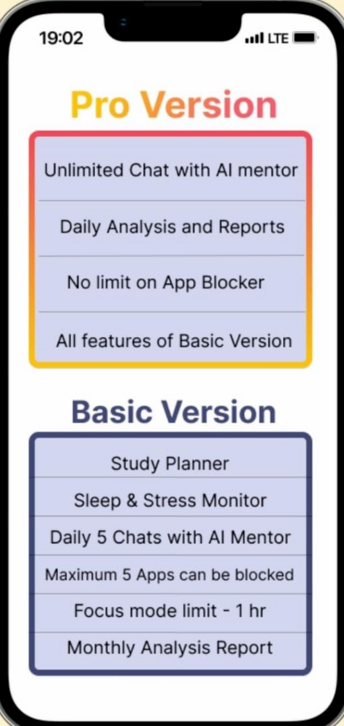 19:02 LTE
Pro Version
Unlimited Chat with AI mentor
Daily Analysis and Reports
No limit on App Blocker
All features of Basic Version
Basic Version
Study Planner
Sleep & Stress Monitor
Daily 5 Chats with AI Mentor
Maximum 5 Apps can be blocked
Focus mode limit - 1 hr
Monthly Analysis Report